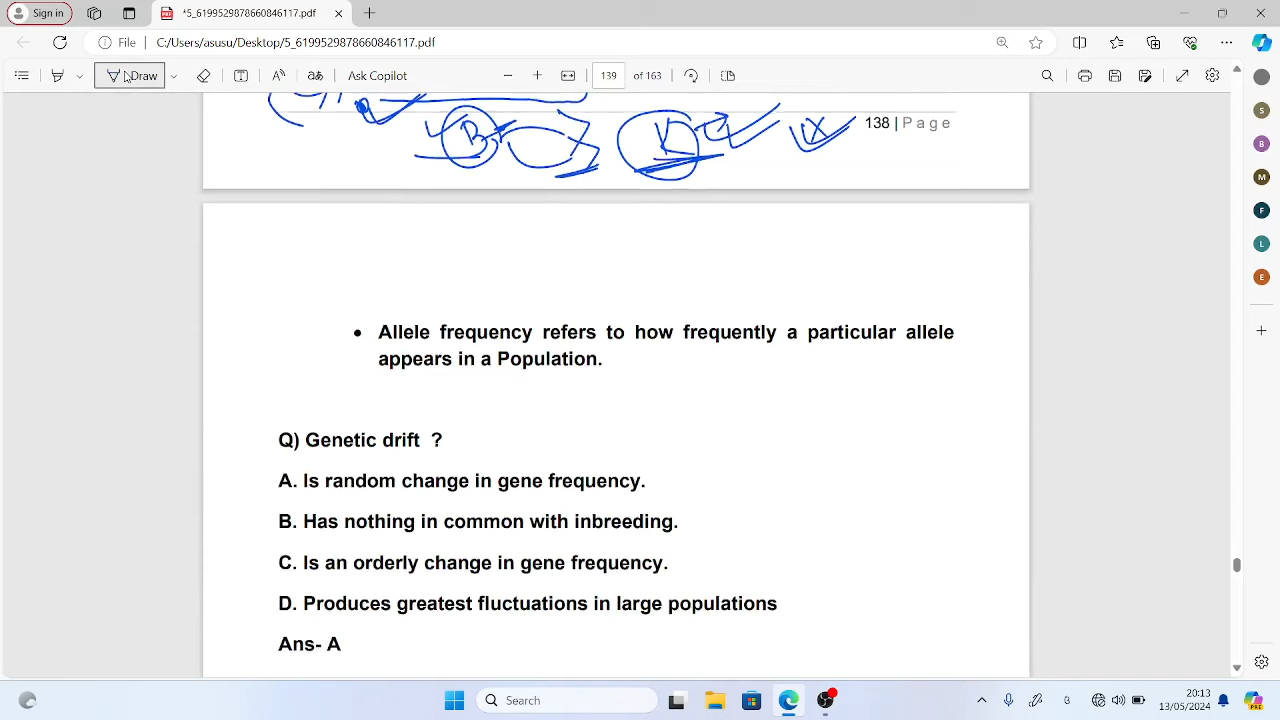 Sign in
*5_6199529878660846117.pdf
File
C:/Users/asusu/Desktop/5_6199529878660846117.pdf
Draw
Ask Copilot
139 of 163
B
K
138 | P a g e
• Allele frequency refers to how frequently a particular allele
appears in a Population.
Q) Genetic drift ?
A. Is random change in gene frequency.
B. Has nothing in common with inbreeding.
C. Is an orderly change in gene frequency.
D. Produces greatest fluctuations in large populations
Ans- A
S
B
M
F
L
E
Search
20:13
13/05/2024